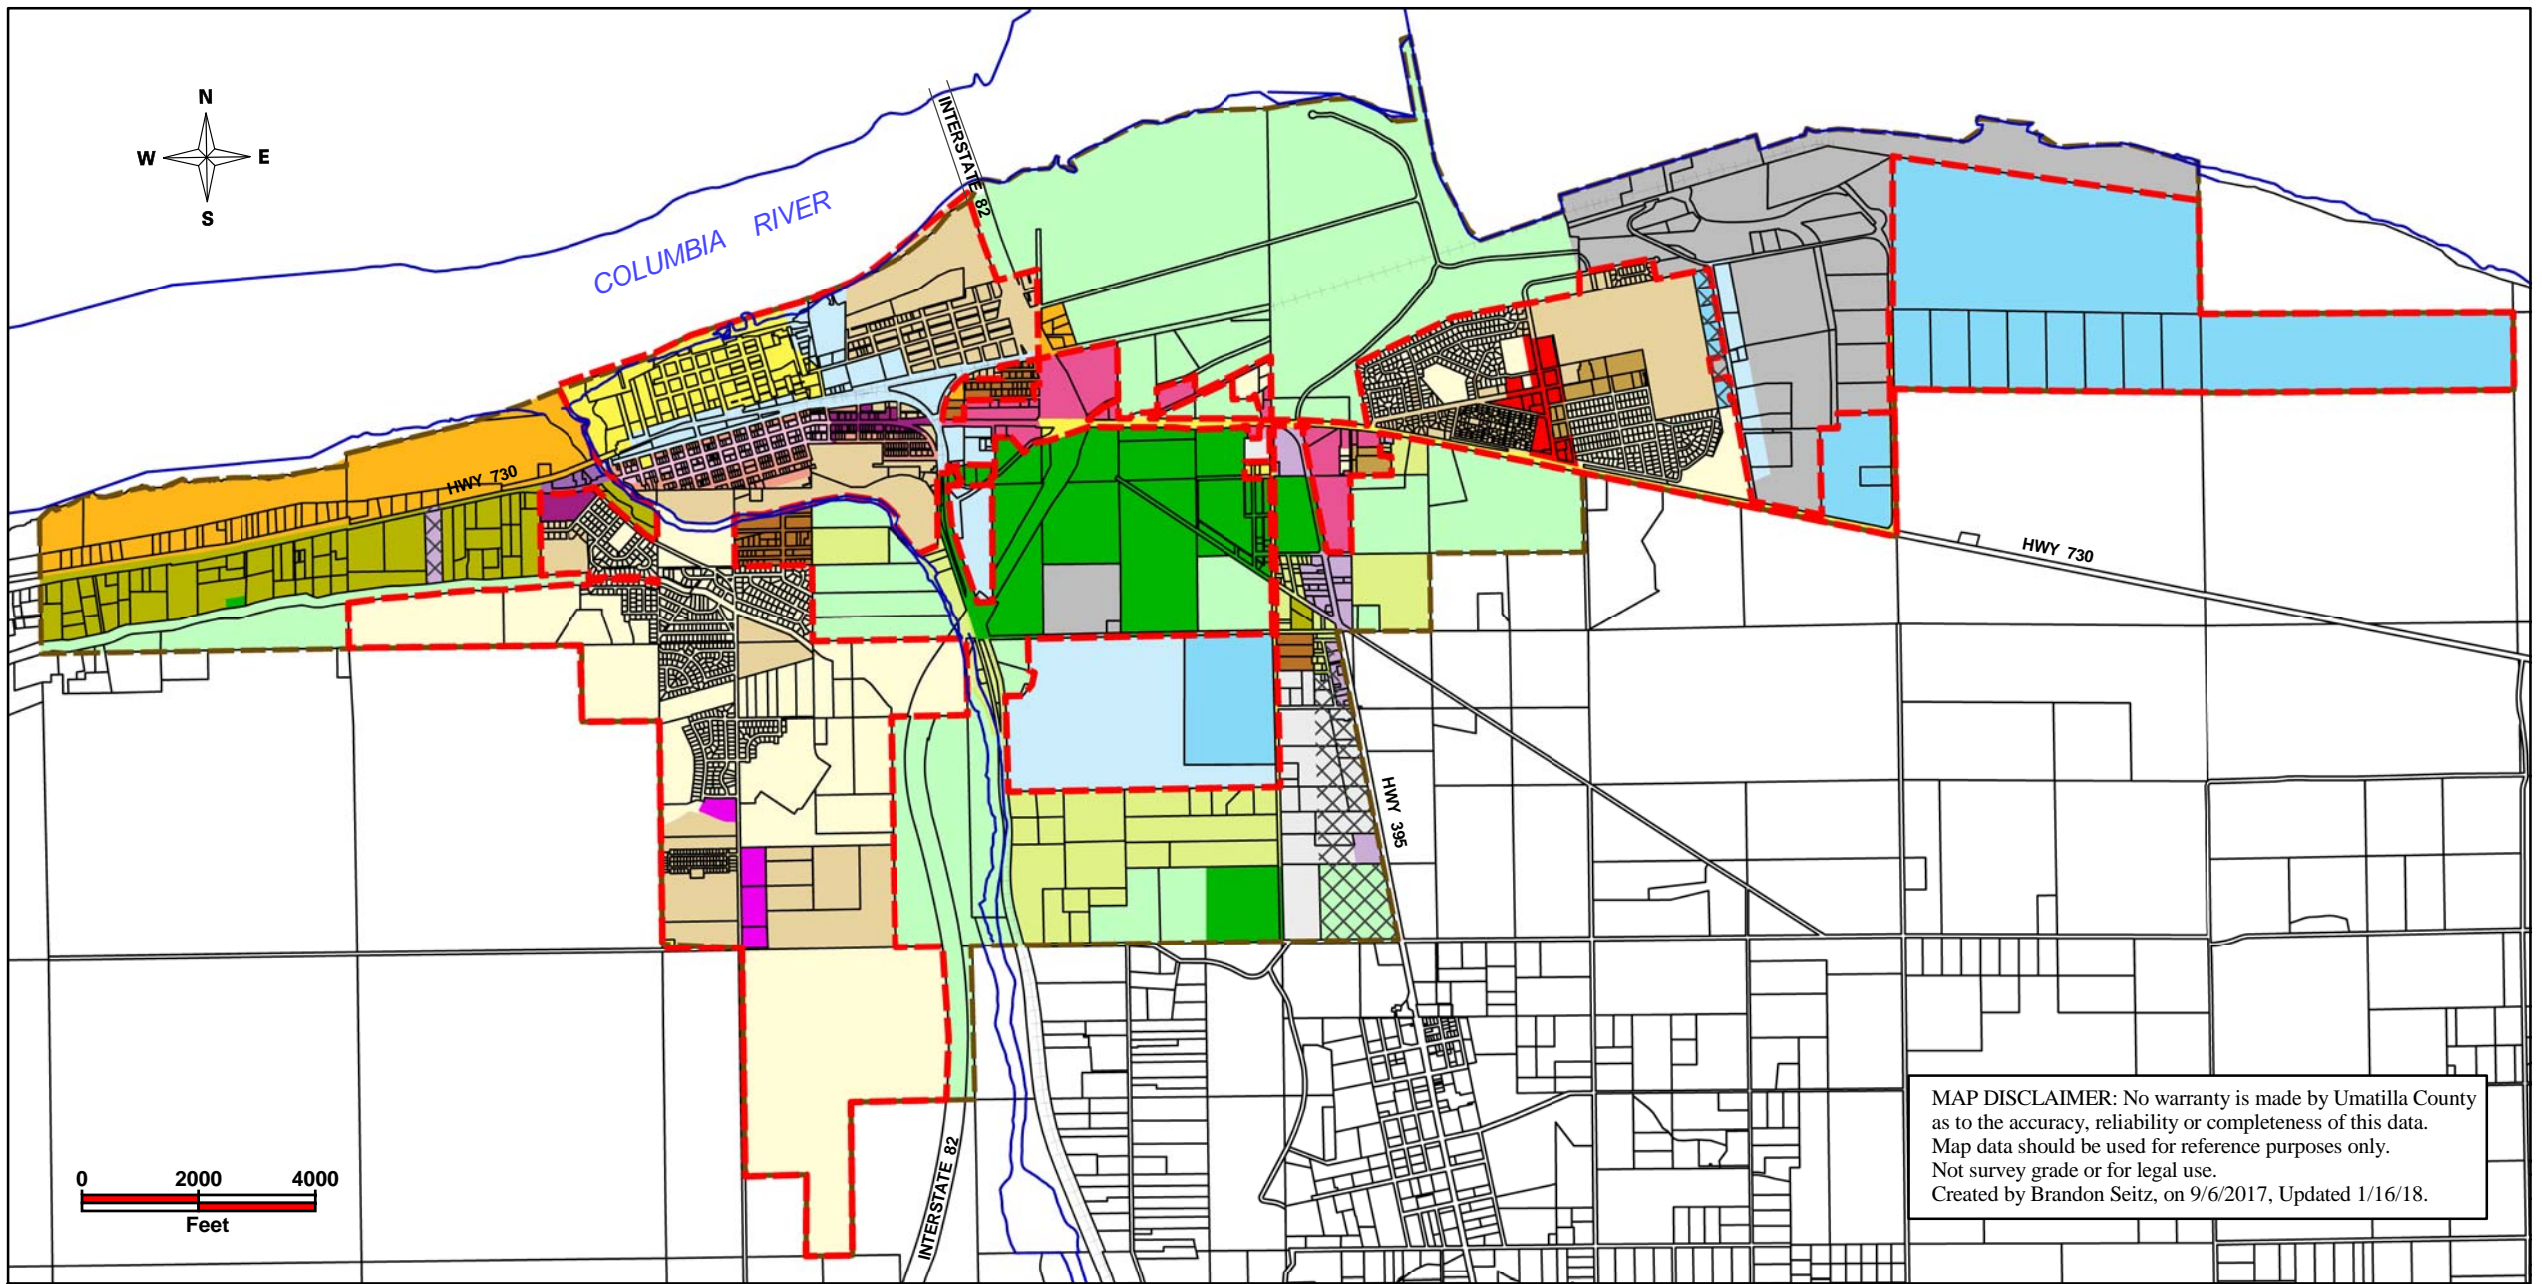 N
W E
S
COLUMBIA RIVER
INTERSTATE 82
HWY 730
HWY 730
HWY 395
INTERSTATE 82
0 2000 4000
Feet
MAP DISCLAIMER: No warranty is made by Umatilla County
as to the accuracy, reliability or completeness of this data.
Map data should be used for reference purposes only.
Not survey grade or for legal use.
Created by Brandon Seitz, on 9/6/2017, Updated 1/16/18.